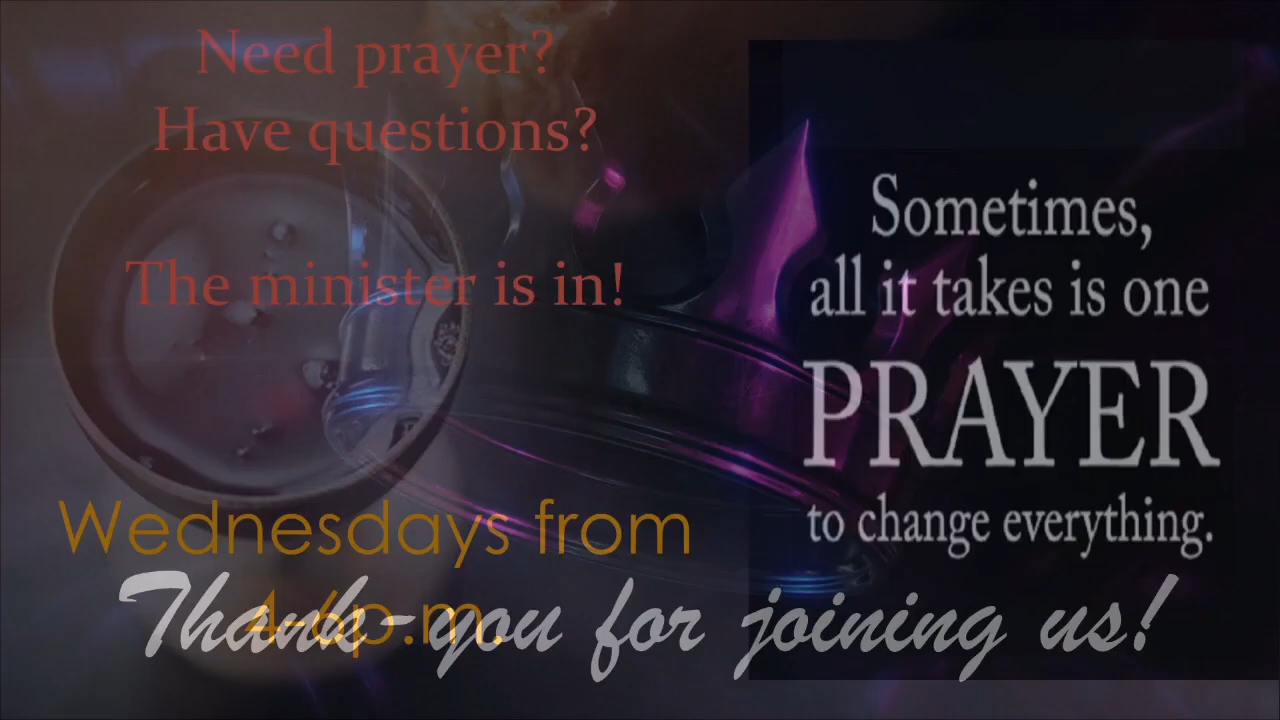 Need prayer?
Have questions?
The minister is in!
Wednesdays from
4-6p.m.
Sometimes,
all it takes is one
PRAYER
to change everything.
Thank-you for joining us!